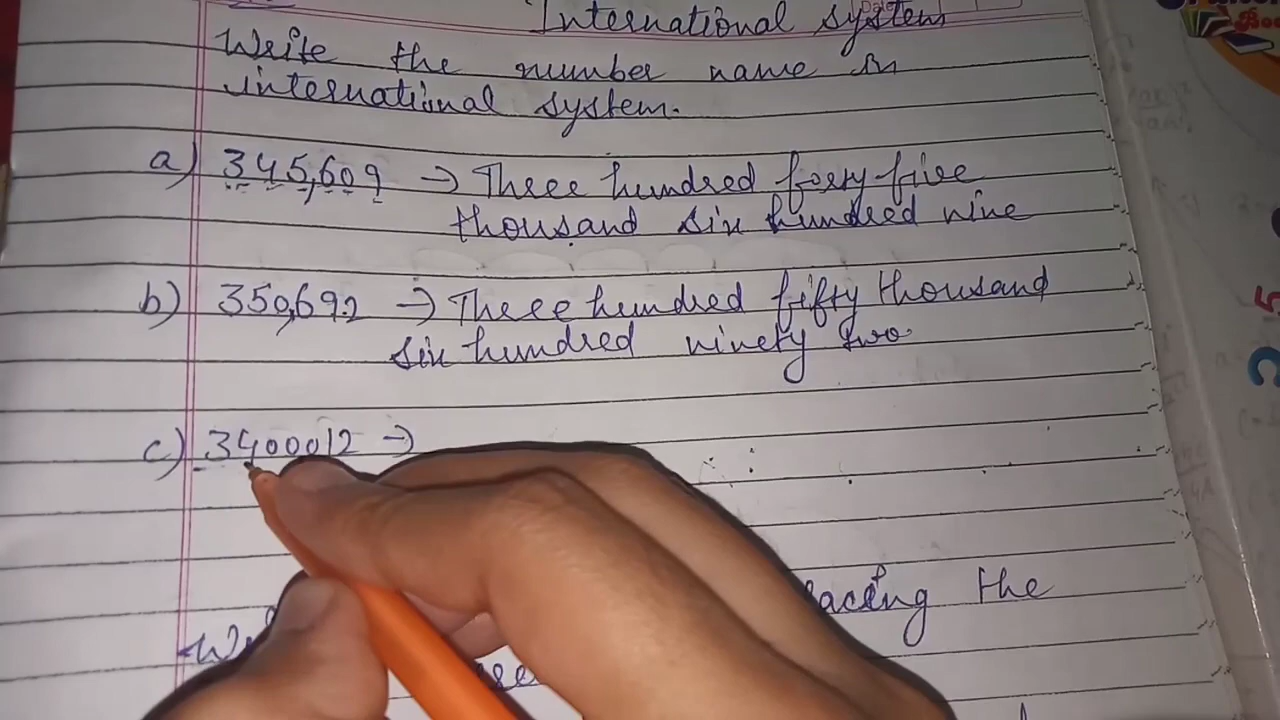 International system
Write the number name in
international system.
a) 345,609 → Three hundred forty five
thousand six hundred nine
b) 350,692 → Three hundred fifty thousand
six hundred ninety two
c) 3400012 →
the